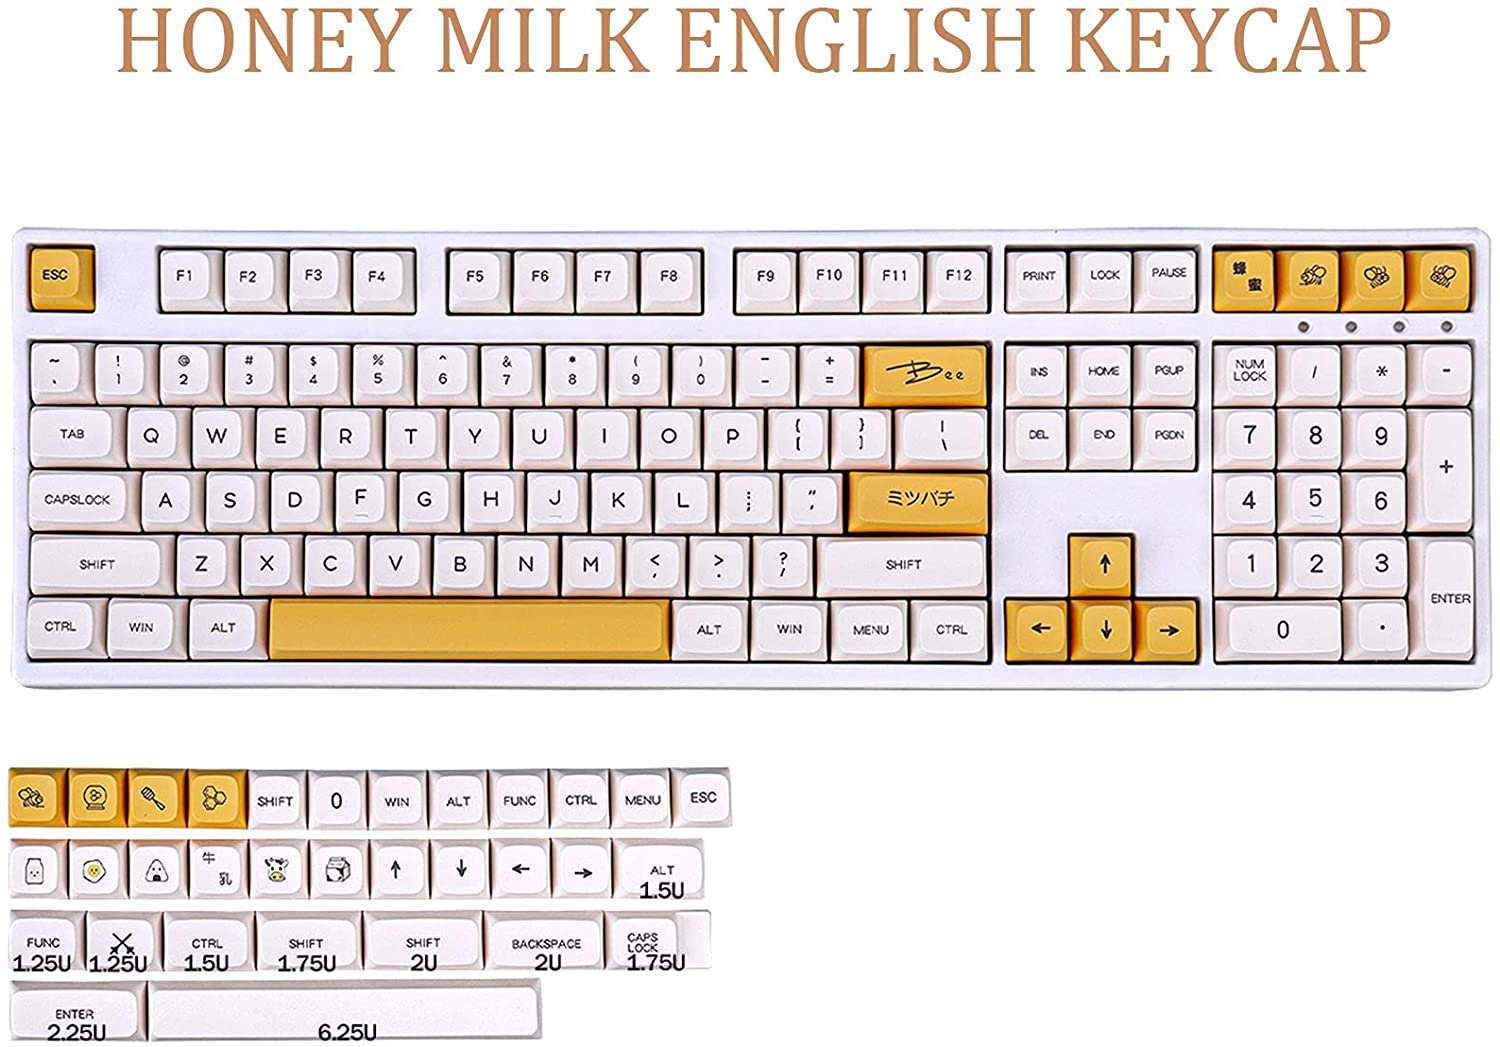 HONEY MILK ENGLISH KEYCAP
ESC F1 F2 F3 F4 F5 F6 F7 F8 F9 F10 F11 F12 PRINT LOCK PAUSE 蜂蜜
~ ! @ # $ % ^ & * ( ) - + Bee INS HOME PGUP NUM LOCK / * -
` 1 2 3 4 5 6 7 8 9 0 - =
TAB Q W E R T Y U I O P { } | DEL END PGDN 7 8 9 +
[ ] \
CAPSLOCK A S D F G H J K L : " ミツバチ 4 5 6
; '
SHIFT Z X C V B N M < > ? SHIFT ↑ 1 2 3 ENTER
, . /
CTRL WIN ALT ALT WIN MENU CTRL ← ↓ → 0 .
SHIFT 0 WIN ALT FUNC CTRL MENU ESC
牛乳 ↑ ↓ ← → ALT
1.5U
FUNC CTRL SHIFT SHIFT BACKSPACE CAPS LOCK
1.25U 1.25U 1.5U 1.75U 2U 2U 1.75U
ENTER
2.25U 6.25U